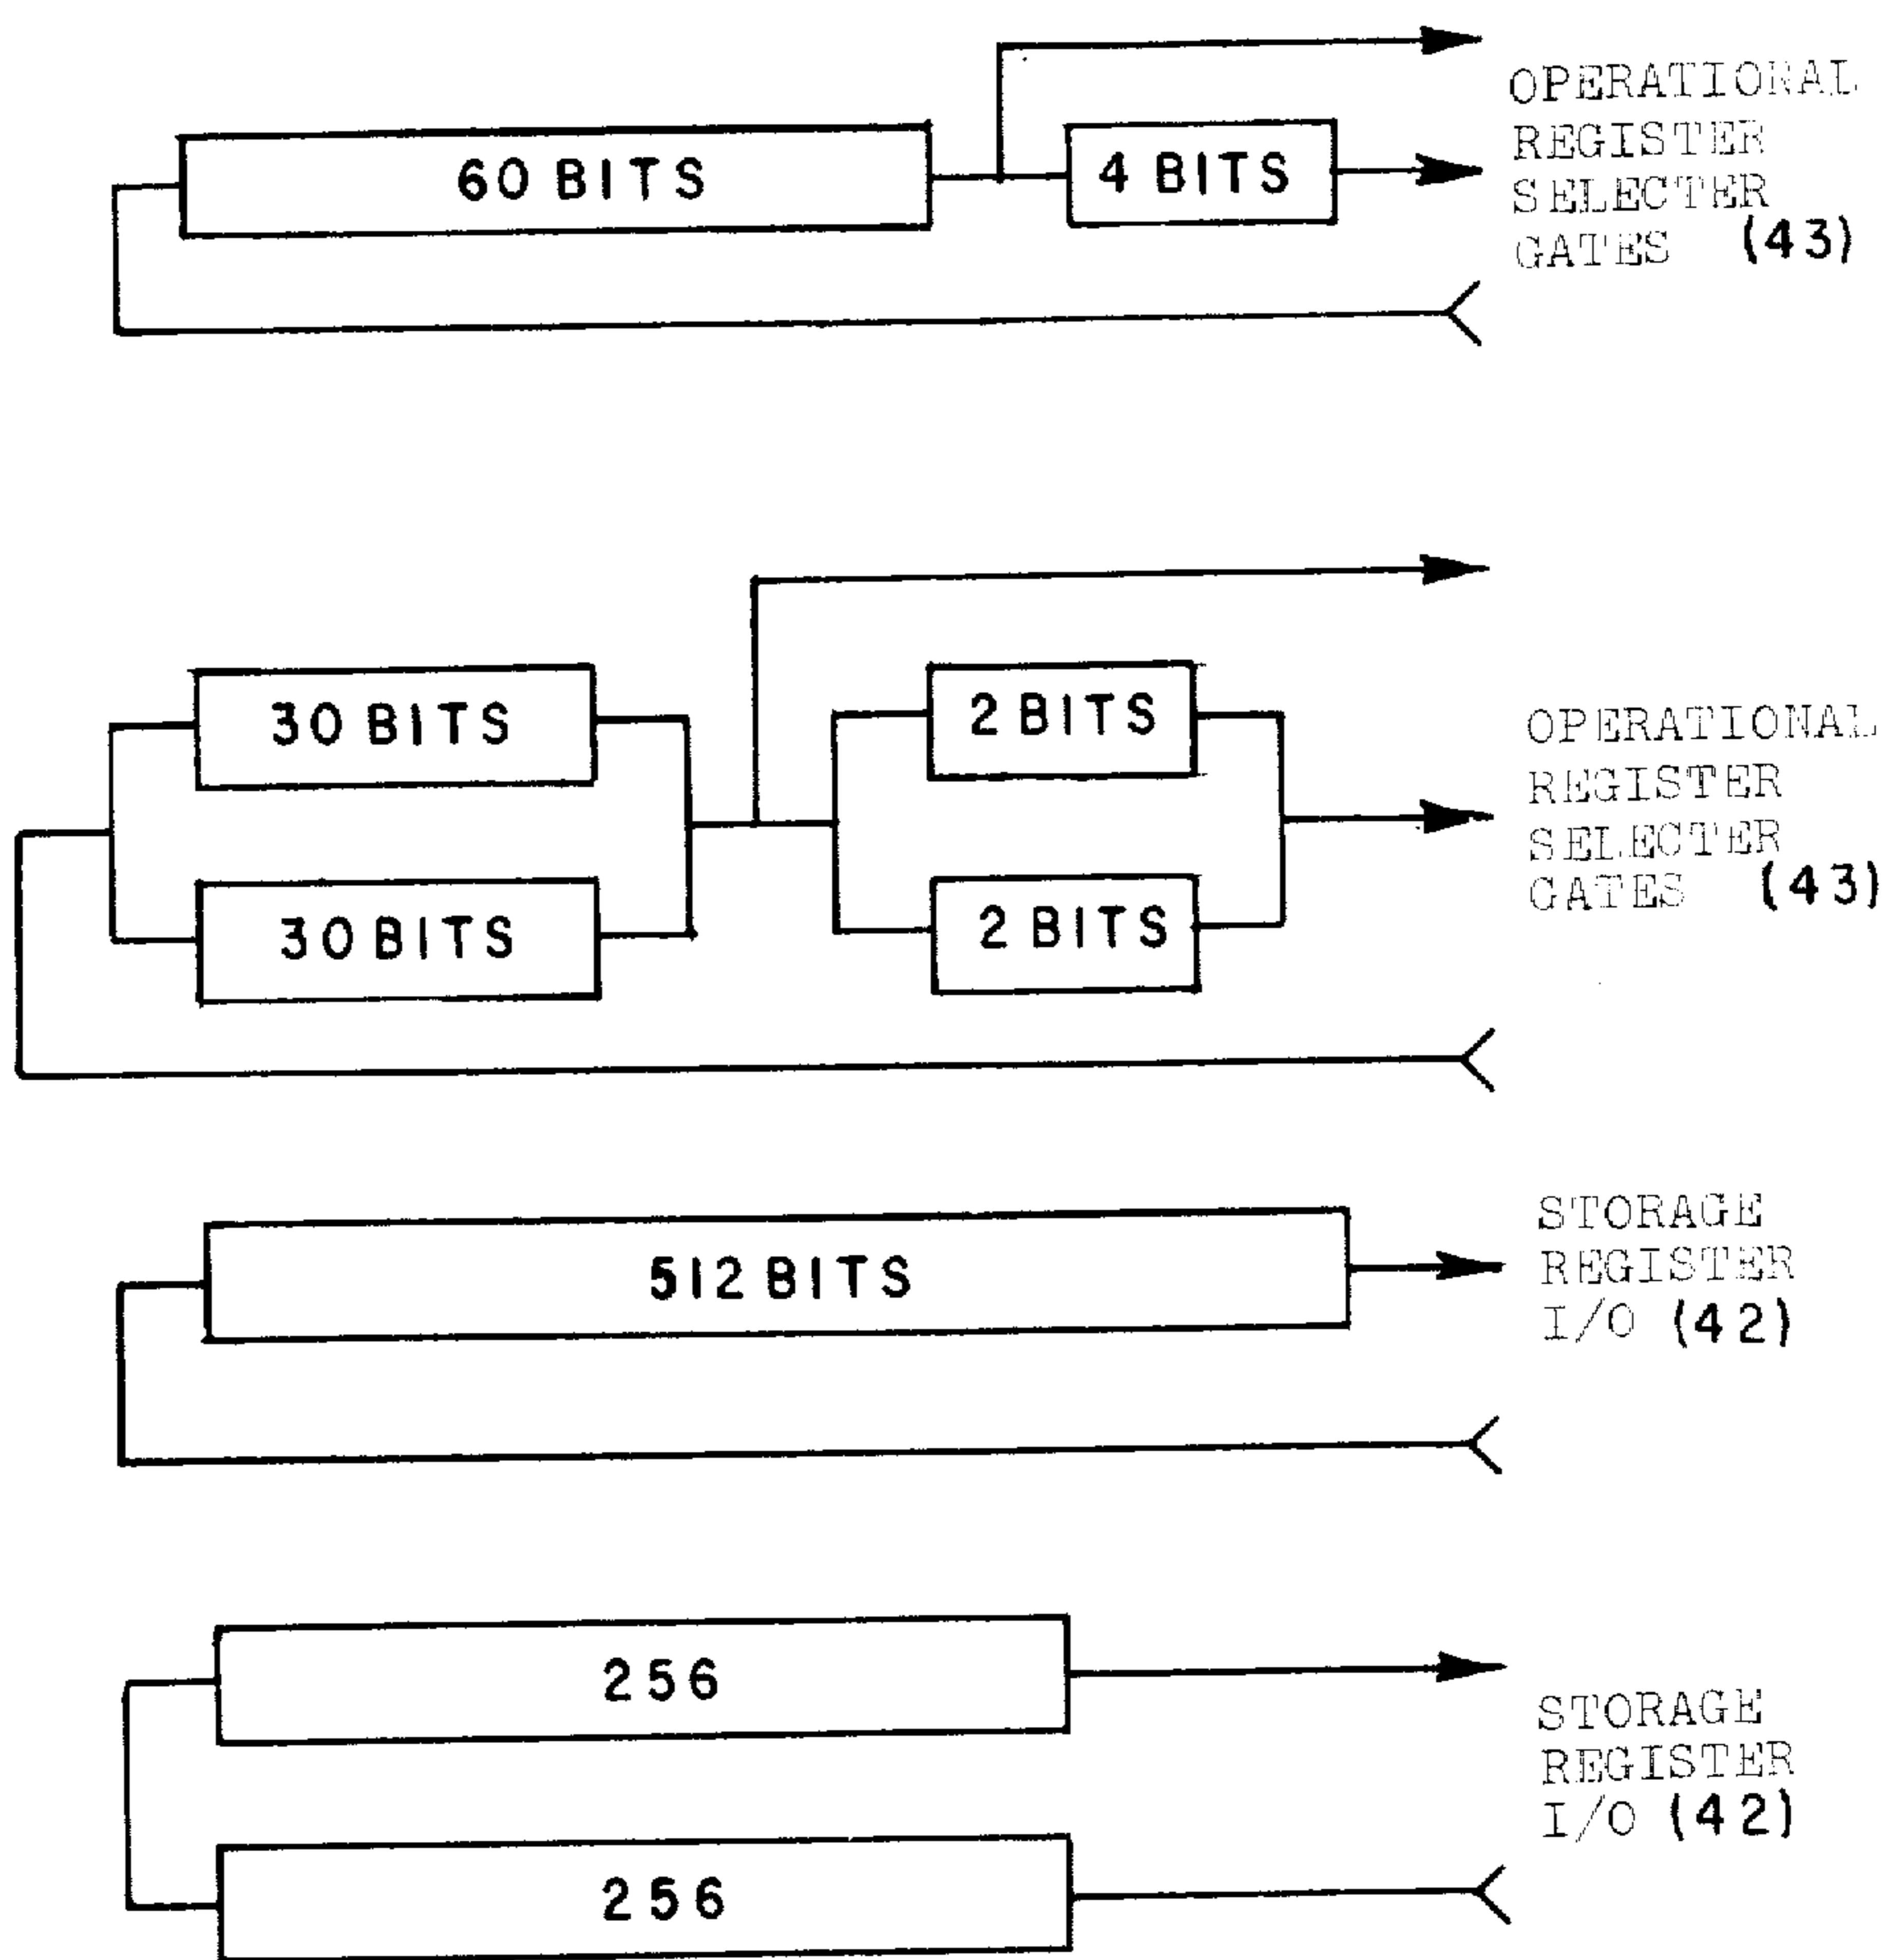 60 BITS
4 BITS
OPERATIONAL
REGISTER
SELECTER
GATES (43)
30 BITS
2 BITS
30 BITS
2 BITS
OPERATIONAL
REGISTER
SELECTER
GATES (43)
512 BITS
STORAGE
REGISTER
I/O (42)
256
256
STORAGE
REGISTER
I/O (42)